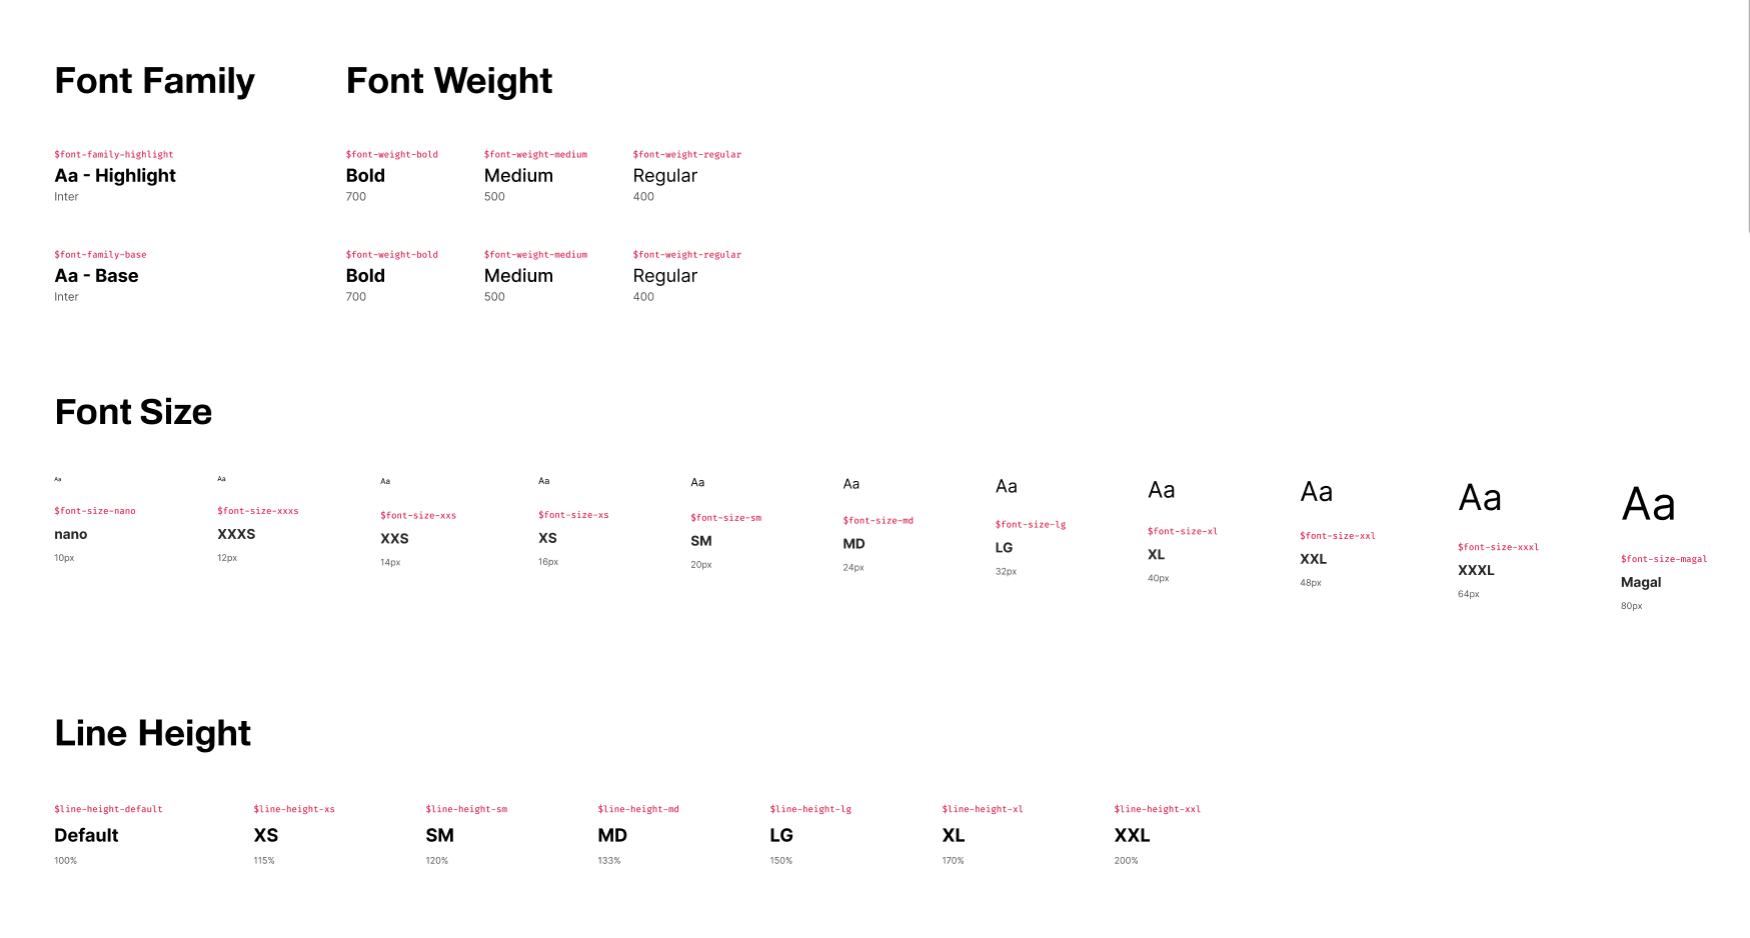 Font Family
Font Weight
$font-family-highlight
Aa - Highlight
Inter
$font-weight-bold
Bold
700
$font-weight-medium
Medium
500
$font-weight-regular
Regular
400
$font-family-base
Aa - Base
Inter
$font-weight-bold
Bold
700
$font-weight-medium
Medium
500
$font-weight-regular
Regular
400
Font Size
Aa
$font-size-nano
nano
10px
Aa
$font-size-xxxs
XXXS
12px
Aa
$font-size-xxs
XXS
14px
Aa
$font-size-xs
XS
16px
Aa
$font-size-sm
SM
20px
Aa
$font-size-md
MD
24px
Aa
$font-size-lg
LG
32px
Aa
$font-size-xl
XL
40px
Aa
$font-size-xxl
XXL
48px
Aa
$font-size-xxxl
XXXL
64px
Aa
$font-size-magal
Magal
80px
Line Height
$line-height-default
Default
100%
$line-height-xs
XS
115%
$line-height-sm
SM
120%
$line-height-md
MD
133%
$line-height-lg
LG
150%
$line-height-xl
XL
170%
$line-height-xxl
XXL
200%